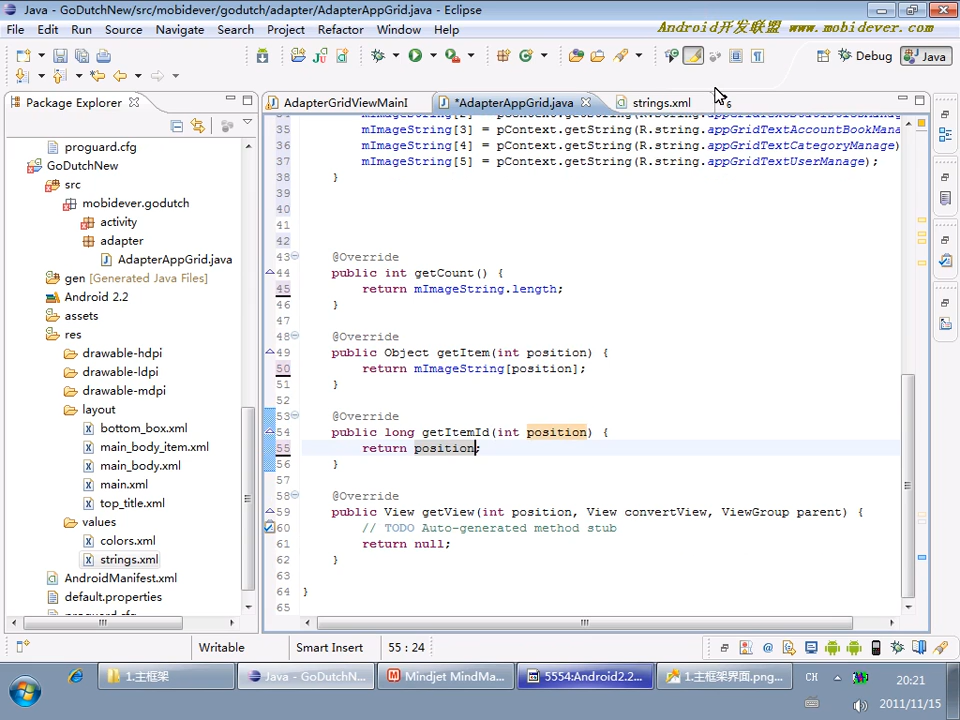 Java - GoDutchNew/src/mobidever/godutch/adapter/AdapterAppGrid.java - Eclipse
File Edit Run Source Navigate Search Project Refactor Window Help
Android开发联盟 www.mobidever.com
Debug Java
Package Explorer
AdapterGridViewMainI *AdapterAppGrid.java strings.xml 6
proguard.cfg
GoDutchNew
src
mobidever.godutch
activity
adapter
AdapterAppGrid.java
gen [Generated Java Files]
Android 2.2
assets
res
drawable-hdpi
drawable-ldpi
drawable-mdpi
layout
bottom_box.xml
main_body_item.xml
main_body.xml
main.xml
top_title.xml
values
colors.xml
strings.xml
AndroidManifest.xml
default.properties
proguard.cfg
35 mImageString[3] = pContext.getString(R.string.appGridTextAccountBookMana
36 mImageString[4] = pContext.getString(R.string.appGridTextCategoryManage)
37 mImageString[5] = pContext.getString(R.string.appGridTextUserManage);
38 }
39
40
41
42
43 @Override
44 public int getCount() {
45 return mImageString.length;
46 }
47
48 @Override
49 public Object getItem(int position) {
50 return mImageString[position];
51 }
52
53 @Override
54 public long getItemId(int position) {
55 return position;
56 }
57
58 @Override
59 public View getView(int position, View convertView, ViewGroup parent) {
60 // TODO Auto-generated method stub
61 return null;
62 }
63
64 }
65
Writable Smart Insert 55 : 24
1.主框架 Java - GoDutchN... Mindjet MindMa... 5554:Android2.2... 1.主框架界面.png... CH 20:21
2011/11/15